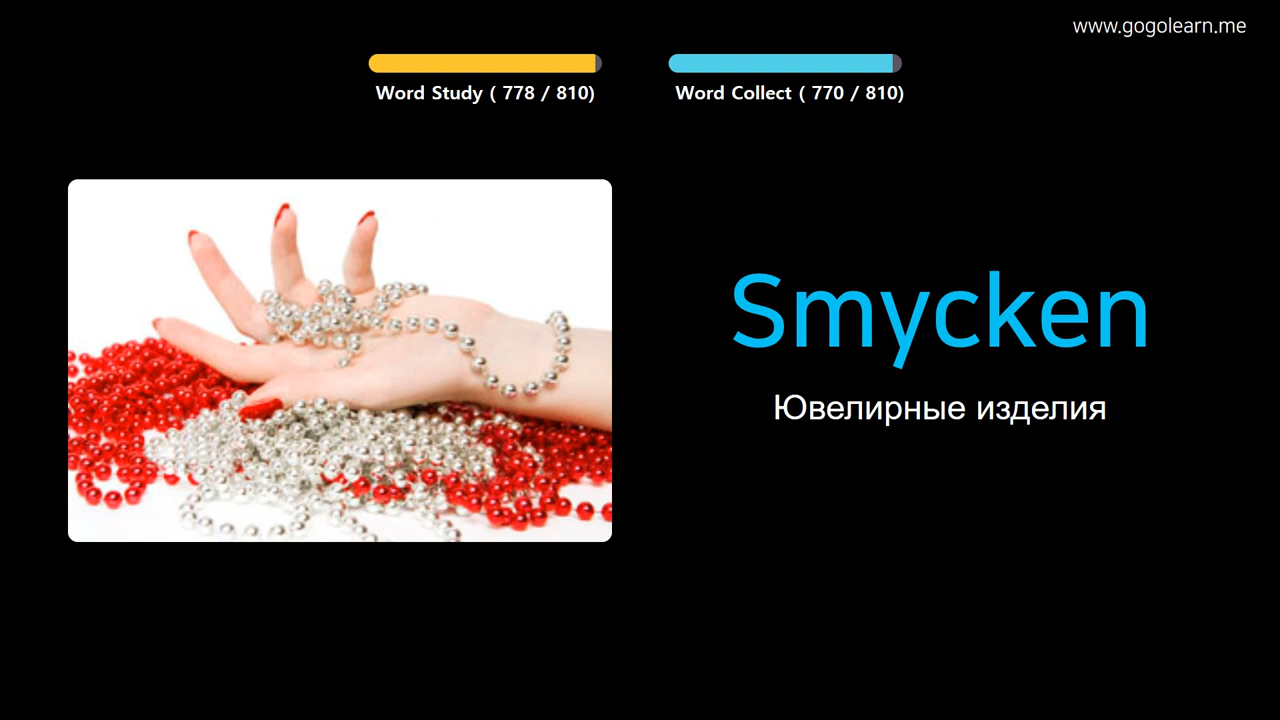 www.gogolearn.me
Word Study ( 778 / 810)
Word Collect ( 770 / 810)
Smycken
Ювелирные изделия